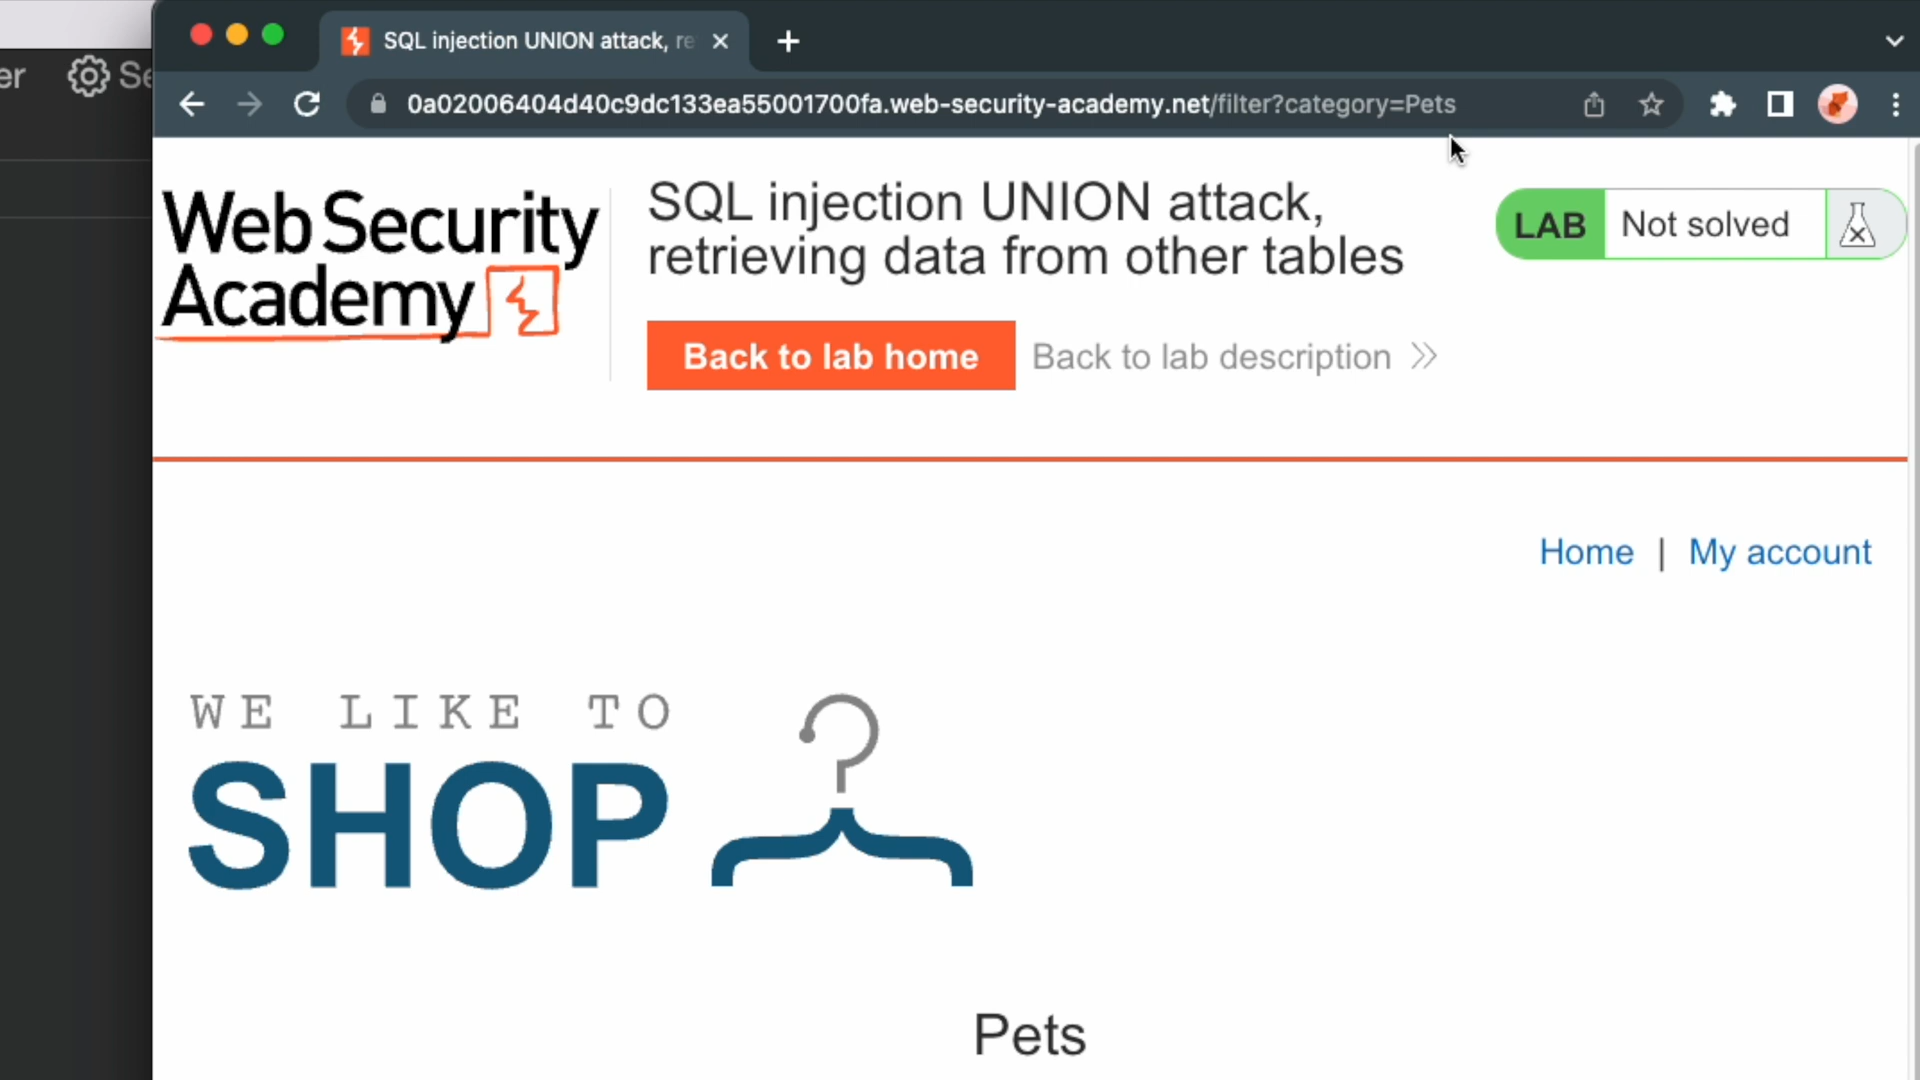 SQL injection UNION attack, re
er
Se
0a02006404d40c9dc133ea55001700fa.web-security-academy.net/filter?category=Pets
Web Security
Academy
SQL injection UNION attack,
retrieving data from other tables
LAB Not solved
Back to lab home
Back to lab description
Home | My account
WE LIKE TO
SHOP
Pets